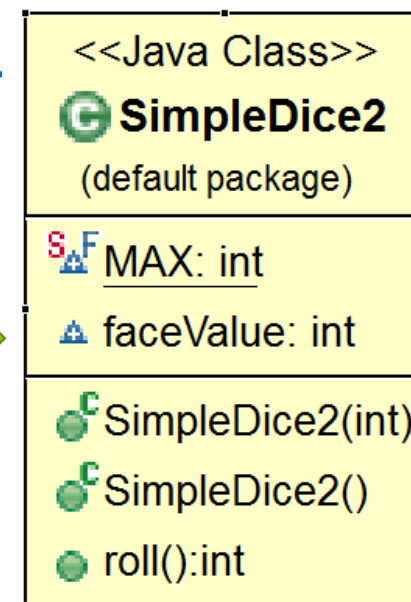 <<Java Class>>
C SimpleDice2
(default package)
S F MAX: int
faceValue: int
C SimpleDice2(int)
C SimpleDice2()
roll():int